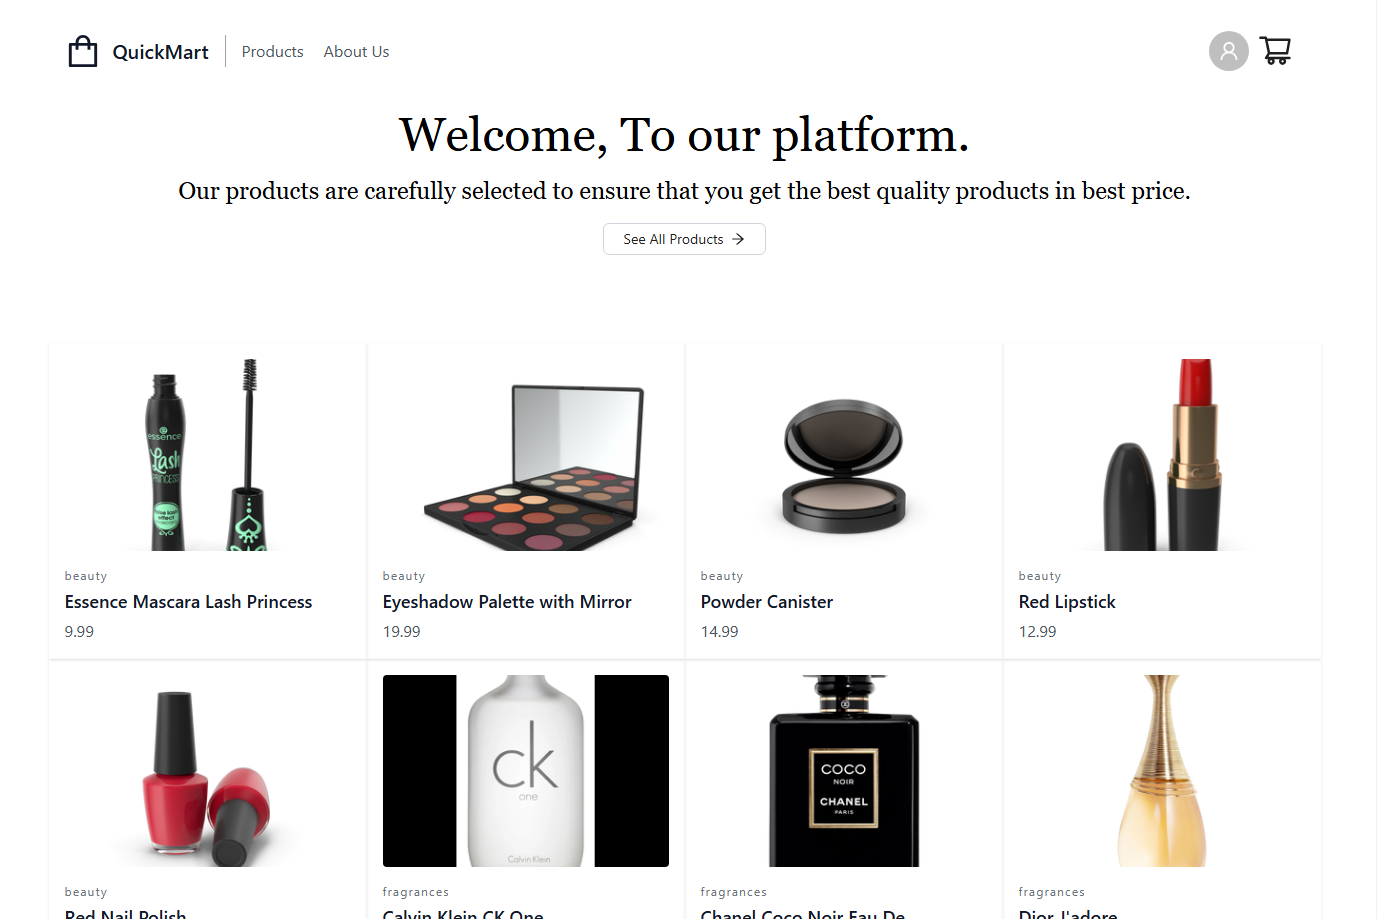 QuickMart
Products
About Us
Welcome, To our platform.
Our products are carefully selected to ensure that you get the best quality products in best price.
See All Products
essence
Lash
PRINCESS
beauty
Essence Mascara Lash Princess
9.99
beauty
Eyeshadow Palette with Mirror
19.99
beauty
Powder Canister
14.99
beauty
Red Lipstick
12.99
ck
one
Calvin Klein
COCO
NOIR
CHANEL
PARIS
beauty
Red Nail Polish
fragrances
Calvin Klein CK One
fragrances
Chanel Coco Noir Eau De
fragrances
Dior J'adore